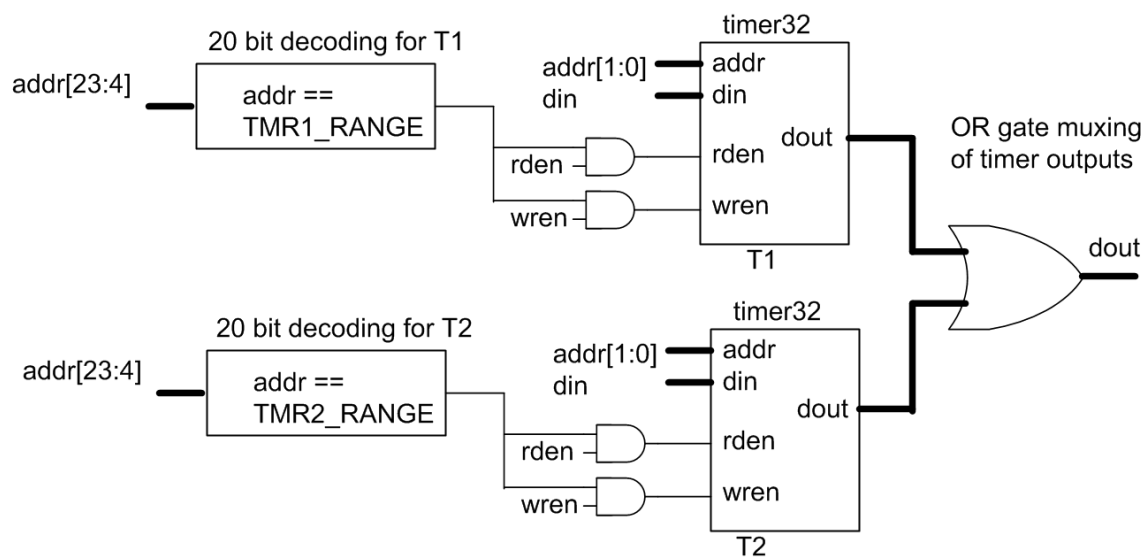 20 bit decoding for T1
addr[23:4]
addr ==
TMR1_RANGE
rden
wren
timer32
addr[1:0]
din
addr
din
dout
rden
wren
T1
OR gate muxing
of timer outputs
dout
20 bit decoding for T2
addr[23:4]
addr ==
TMR2_RANGE
rden
wren
timer32
addr[1:0]
din
addr
din
dout
rden
wren
T2